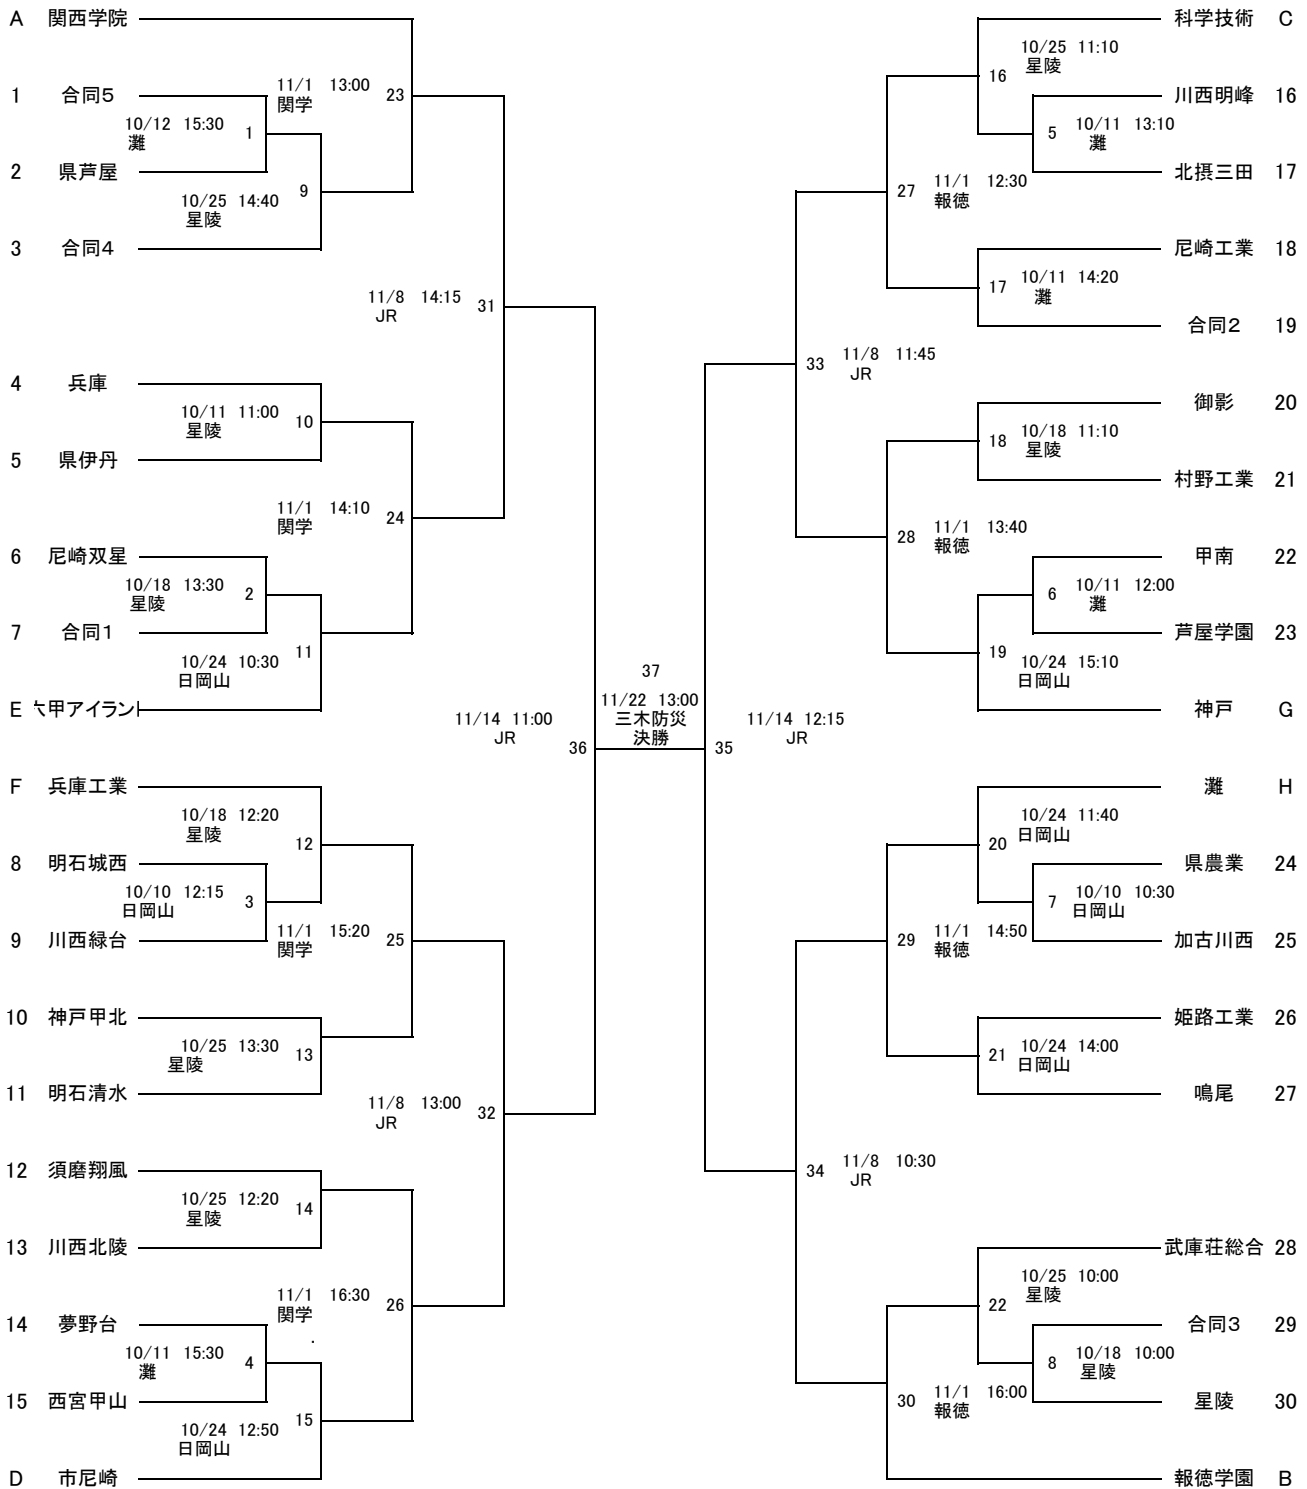 A 関西学院
11/1 13:00 23
関学
1 合同5
10/12 15:30 1
灘
2 県芦屋
10/25 14:40 9
星陵
3 合同4
11/8 14:15 31
JR
4 兵庫
10/11 11:00 10
星陵
5 県伊丹
11/1 14:10 24
関学
6 尼崎双星
10/18 13:30 2
星陵
7 合同1
10/24 10:30 11
日岡山
E 六甲アイランド
11/14 11:00 36
JR
F 兵庫工業
10/18 12:20 12
星陵
8 明石城西
10/10 12:15 3
日岡山
9 川西緑台
11/1 15:20 25
関学
10 神戸甲北
10/25 13:30 13
星陵
11 明石清水
11/8 13:00 32
JR
12 須磨翔風
10/25 12:20 14
星陵
13 川西北陵
11/1 16:30 26
関学
.
14 夢野台
10/11 15:30 4
灘
15 西宮甲山
10/24 12:50 15
日岡山
D 市尼崎
37
11/22 13:00
三木防災
決勝
科学技術 C
16 10/25 11:10
星陵
川西明峰 16
5 10/11 13:10
灘
北摂三田 17
27 11/1 12:30
報徳
尼崎工業 18
17 10/11 14:20
灘
合同2 19
33 11/8 11:45
JR
御影 20
18 10/18 11:10
星陵
村野工業 21
28 11/1 13:40
報徳
甲南 22
6 10/11 12:00
灘
芦屋学園 23
19 10/24 15:10
日岡山
神戸 G
35 11/14 12:15
JR
灘 H
20 10/24 11:40
日岡山
県農業 24
7 10/10 10:30
日岡山
29 11/1 14:50
報徳
加古川西 25
姫路工業 26
21 10/24 14:00
日岡山
鳴尾 27
34 11/8 10:30
JR
武庫荘総合 28
22 10/25 10:00
星陵
合同3 29
8 10/18 10:00
星陵
30 11/1 16:00
報徳
星陵 30
報徳学園 B